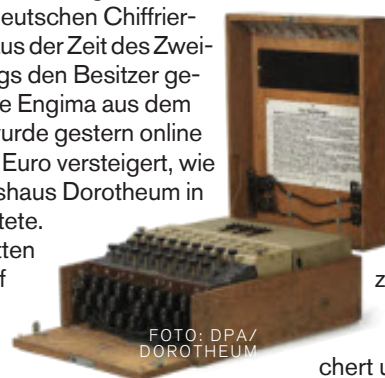 eutschen Chiffrier-
us der Zeit des Zwei-
gs den Besitzer ge-
e Engima aus dem
urde gestern online
Euro versteigert, wie
shaus Dorotheum in
tete.
tten
f
z
chert u
FOTO: DPA/
DOROTHEUM